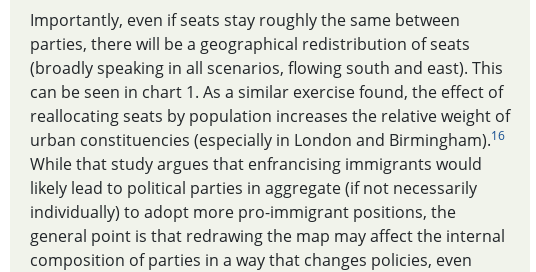 Importantly, even if seats stay roughly the same between
parties, there will be a geographical redistribution of seats
(broadly speaking in all scenarios, flowing south and east). This
can be seen in chart 1. As a similar exercise found, the effect of
reallocating seats by population increases the relative weight of
urban constituencies (especially in London and Birmingham).16
While that study argues that enfrancising immigrants would
likely lead to political parties in aggregate (if not necessarily
individually) to adopt more pro-immigrant positions, the
general point is that redrawing the map may affect the internal
composition of parties in a way that changes policies, even